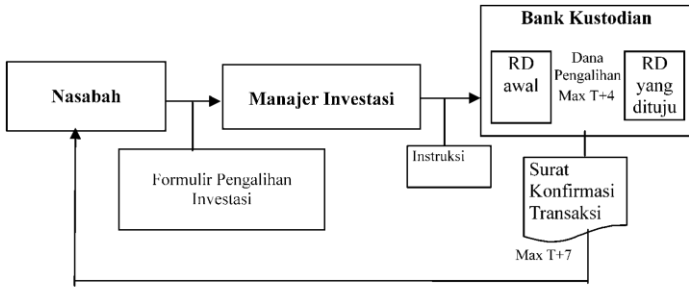 Bank Kustodian
RD
awal
Dana
Pengalihan
Max T+4
RD
yang
dituju
Nasabah
Manajer Investasi
Formulir Pengalihan
Investasi
Instruksi
Surat
Konfirmasi
Transaksi
Max T+7